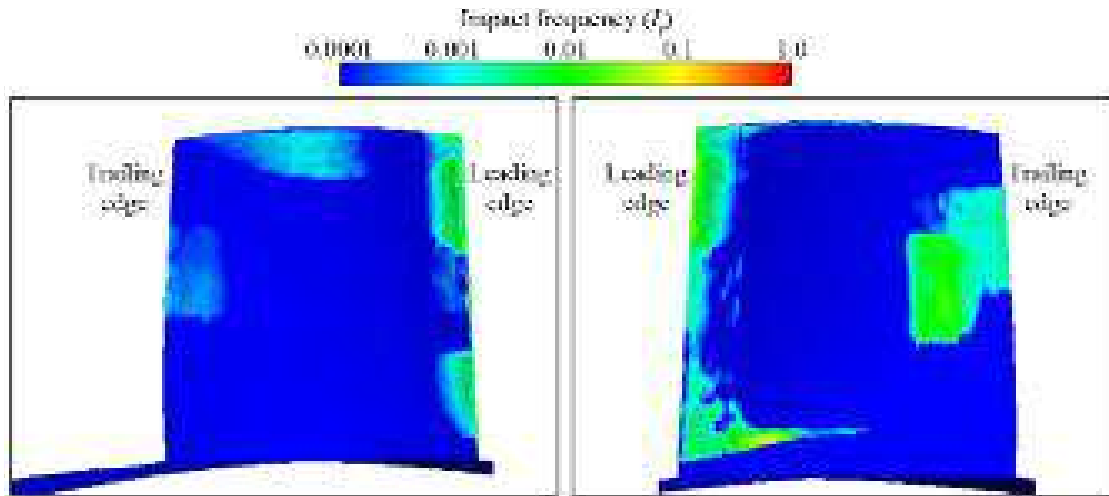 Impact frequency (I_f)
0.0001 0.001 0.01 0.1 1.0
Trailing
edge
Leading
edge
Leading
edge
Trailing
edge